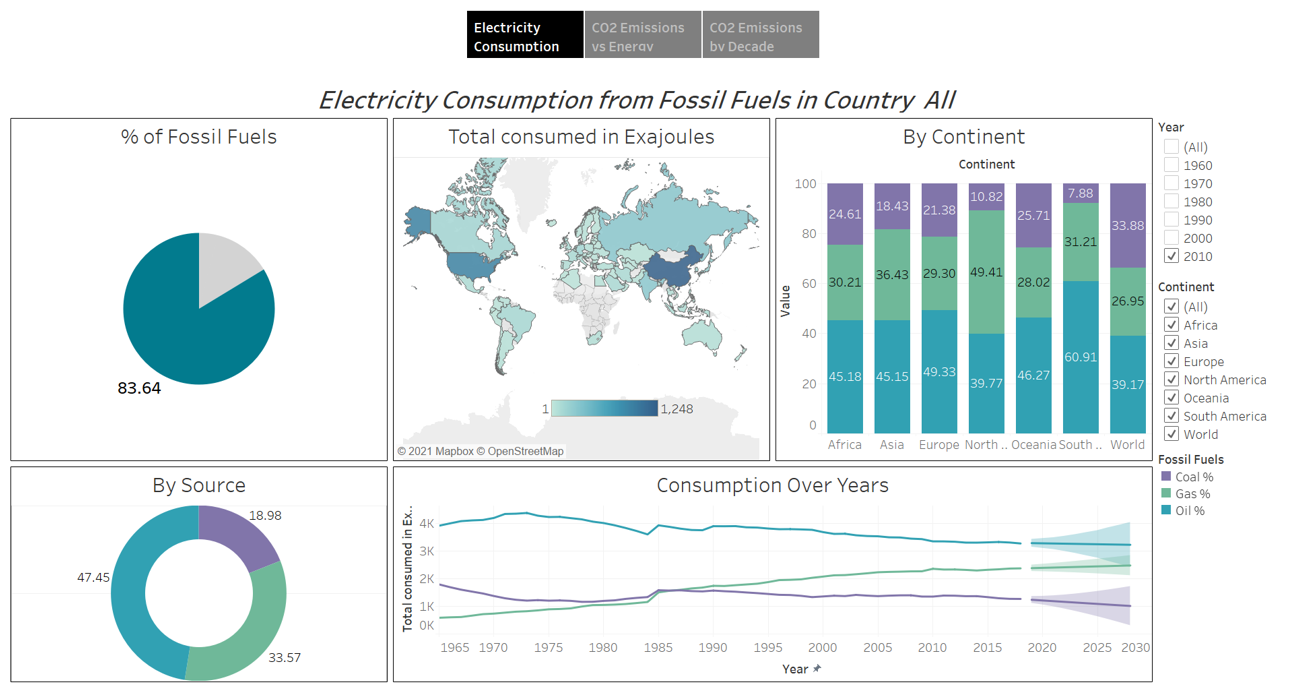 Electricity
Consumption
CO2 Emissions
vs Energy
CO2 Emissions
by Decade
Electricity Consumption from Fossil Fuels in Country All
% of Fossil Fuels
83.64
Total consumed in Exajoules
1
1,248
© 2021 Mapbox © OpenStreetMap
By Continent
Continent
Value
100
80
60
40
20
0
24.61
18.43
21.38
10.82
25.71
7.88
33.88
30.21
36.43
29.30
49.41
28.02
31.21
26.95
45.18
45.15
49.33
39.77
46.27
60.91
39.17
Africa
Asia
Europe
North ..
Oceania
South ..
World
Year
(All)
1960
1970
1980
1990
2000
2010
Continent
(All)
Africa
Asia
Europe
North America
Oceania
South America
World
Fossil Fuels
Coal %
Gas %
Oil %
By Source
18.98
47.45
33.57
Consumption Over Years
Total consumed in Ex..
4K
3K
2K
1K
0K
1965
1970
1975
1980
1985
1990
1995
2000
2005
2010
2015
2020
2025
2030
Year